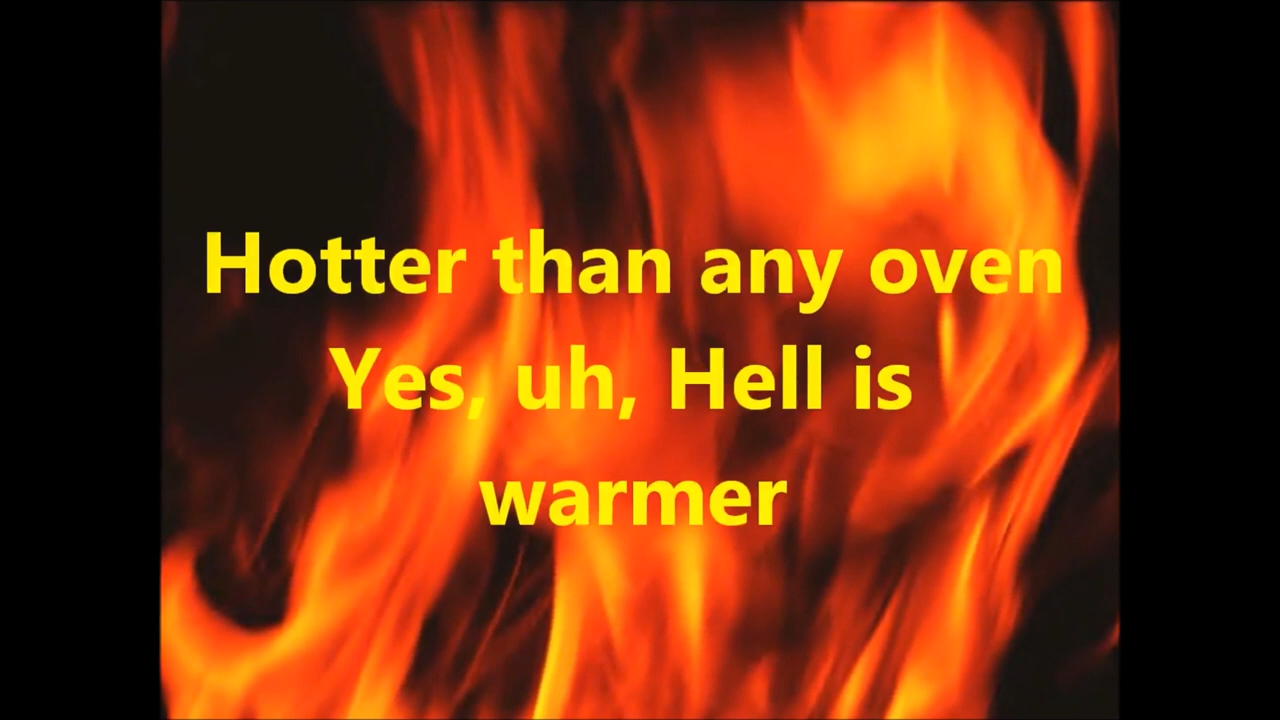 Hotter than any oven
Yes, uh, Hell is
warmer